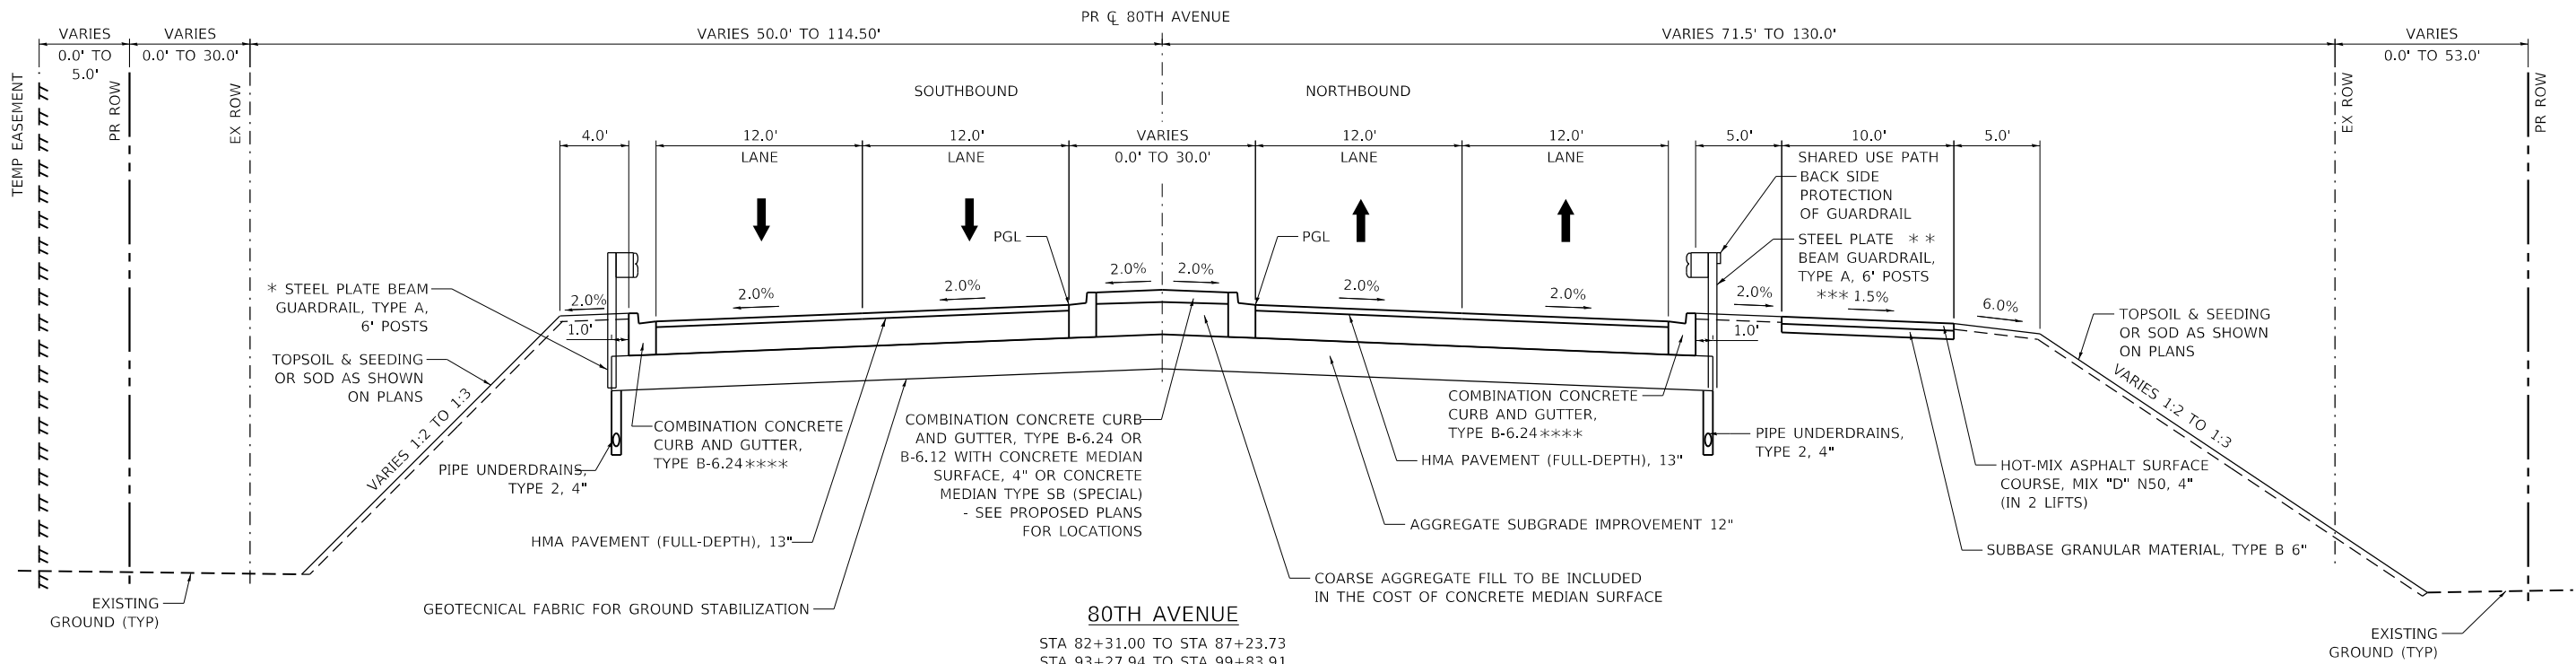 PR ℄ 80TH AVENUE
VARIES
0.0' TO
5.0'
VARIES
0.0' TO 30.0'
VARIES 50.0' TO 114.50'
VARIES 71.5' TO 130.0'
VARIES
0.0' TO 53.0'
TEMP EASEMENT
PR ROW
EX ROW
SOUTHBOUND
NORTHBOUND
EX ROW
PR ROW
4.0'
12.0'
LANE
12.0'
LANE
VARIES
0.0' TO 30.0'
12.0'
LANE
12.0'
LANE
5.0'
10.0'
5.0'
SHARED USE PATH
BACK SIDE
PROTECTION
OF GUARDRAIL
STEEL PLATE **
BEAM GUARDRAIL,
TYPE A, 6' POSTS
*** 1.5%
PGL
PGL
* STEEL PLATE BEAM
GUARDRAIL, TYPE A,
6' POSTS
2.0%
2.0%
2.0%
2.0%
2.0%
2.0%
2.0%
2.0%
6.0%
1.0'
1.0'
TOPSOIL & SEEDING
OR SOD AS SHOWN
ON PLANS
TOPSOIL & SEEDING
OR SOD AS SHOWN
ON PLANS
VARIES 1:2 TO 1:3
VARIES 1:2 TO 1:3
PIPE UNDERDRAINS,
TYPE 2, 4"
COMBINATION CONCRETE
CURB AND GUTTER,
TYPE B-6.24****
COMBINATION CONCRETE CURB
AND GUTTER, TYPE B-6.24 OR
B-6.12 WITH CONCRETE MEDIAN
SURFACE, 4" OR CONCRETE
MEDIAN TYPE SB (SPECIAL)
- SEE PROPOSED PLANS
FOR LOCATIONS
COMBINATION CONCRETE
CURB AND GUTTER,
TYPE B-6.24****
HMA PAVEMENT (FULL-DEPTH), 13"
PIPE UNDERDRAINS,
TYPE 2, 4"
HOT-MIX ASPHALT SURFACE
COURSE, MIX "D" N50, 4"
(IN 2 LIFTS)
HMA PAVEMENT (FULL-DEPTH), 13"
AGGREGATE SUBGRADE IMPROVEMENT 12"
SUBBASE GRANULAR MATERIAL, TYPE B 6"
GEOTECNICAL FABRIC FOR GROUND STABILIZATION
COARSE AGGREGATE FILL TO BE INCLUDED
IN THE COST OF CONCRETE MEDIAN SURFACE
EXISTING
GROUND (TYP)
EXISTING
GROUND (TYP)
80TH AVENUE
STA 82+31.00 TO STA 87+23.73
STA 93+27.94 TO STA 99+83.91